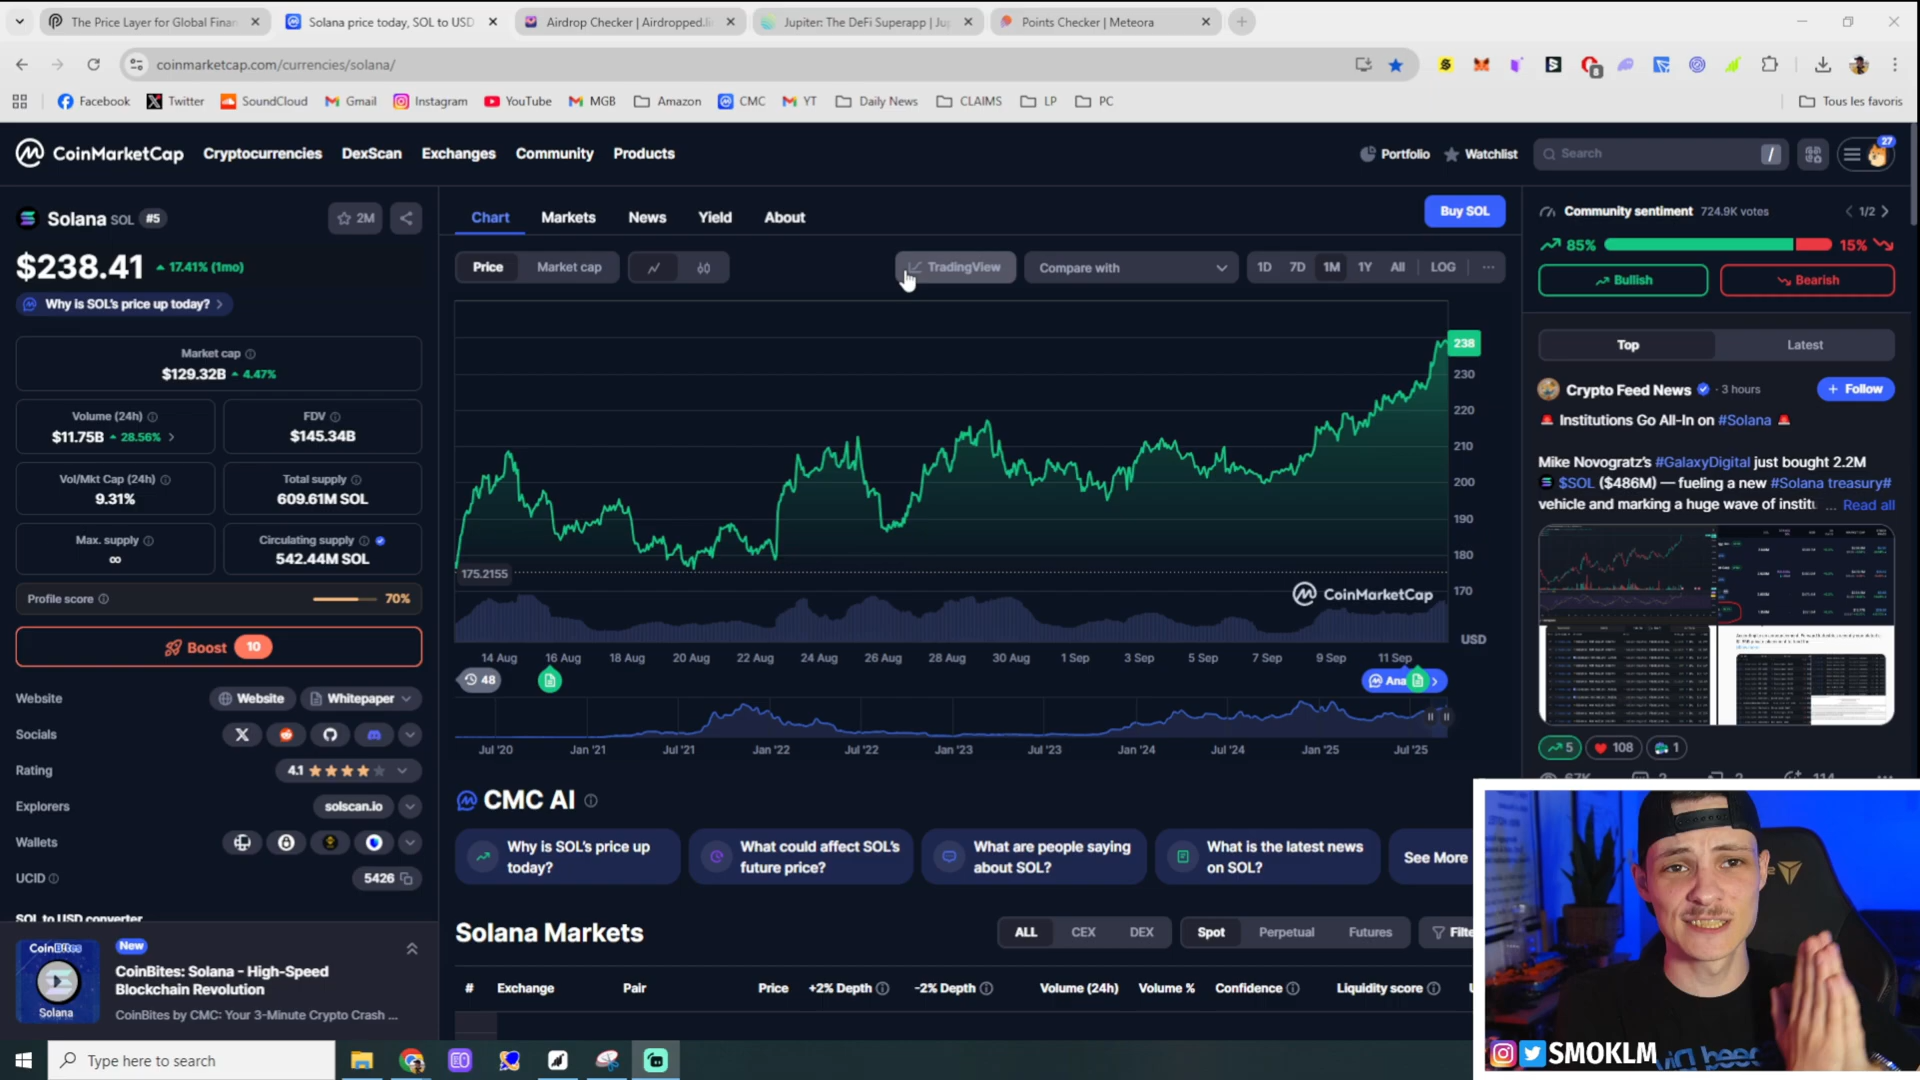 The Price Layer for Global Finan
Solana price today, SOL to USD
Airdrop Checker | Airdropped.li
Jupiter: The DeFi Superapp | Ju
Points Checker | Meteora
coinmarketcap.com/currencies/solana/
Facebook
Twitter
SoundCloud
Gmail
Instagram
YouTube
MGB
Amazon
CMC
YT
Daily News
CLAIMS
LP
PC
Tous les favoris
CoinMarketCap
Cryptocurrencies
DexScan
Exchanges
Community
Products
Portfolio
Watchlist
Search
/
27
Solana SOL #5
2M
$238.41 17.41% (1mo)
Why is SOL's price up today?
Market cap
$129.32B 4.47%
Volume (24h)
$11.75B 28.56%
FDV
$145.34B
Vol/Mkt Cap (24h)
9.31%
Total supply
609.61M SOL
Max. supply
∞
Circulating supply
542.44M SOL
Profile score
70%
Boost 10
Website
Website
Whitepaper
Socials
Rating
4.1
Explorers
solscan.io
Wallets
UCID
5426
SOL to USD converter
CoinBites
Solana
New
CoinBites: Solana - High-Speed
Blockchain Revolution
CoinBites by CMC: Your 3-Minute Crypto Crash ...
Chart
Markets
News
Yield
About
Buy SOL
Price
Market cap
TradingView
Compare with
1D
7D
1M
1Y
All
LOG
238
230
220
210
200
190
180
170
USD
175.2155
CoinMarketCap
14 Aug
16 Aug
18 Aug
20 Aug
22 Aug
24 Aug
26 Aug
28 Aug
30 Aug
1 Sep
3 Sep
5 Sep
7 Sep
9 Sep
11 Sep
48
Ana
Jul '20
Jan '21
Jul '21
Jan '22
Jul '22
Jan '23
Jul '23
Jan '24
Jul '24
Jan '25
Jul '25
CMC AI
Why is SOL's price up
today?
What could affect SOL's
future price?
What are people saying
about SOL?
What is the latest news
on SOL?
See More
Solana Markets
ALL
CEX
DEX
Spot
Perpetual
Futures
Filte
#
Exchange
Pair
Price
+2% Depth
-2% Depth
Volume (24h)
Volume %
Confidence
Liquidity score
Community sentiment 724.9K votes
1/2
85%
15%
Bullish
Bearish
Top
Latest
Crypto Feed News · 3 hours
+ Follow
Institutions Go All-In on #Solana
Mike Novogratz's #GalaxyDigital just bought 2.2M
$SOL ($486M) — fueling a new #Solana treasury#
vehicle and marking a huge wave of institu ... Read all
5
108
1
67K
2
2
114
SMOKLM
Type here to search